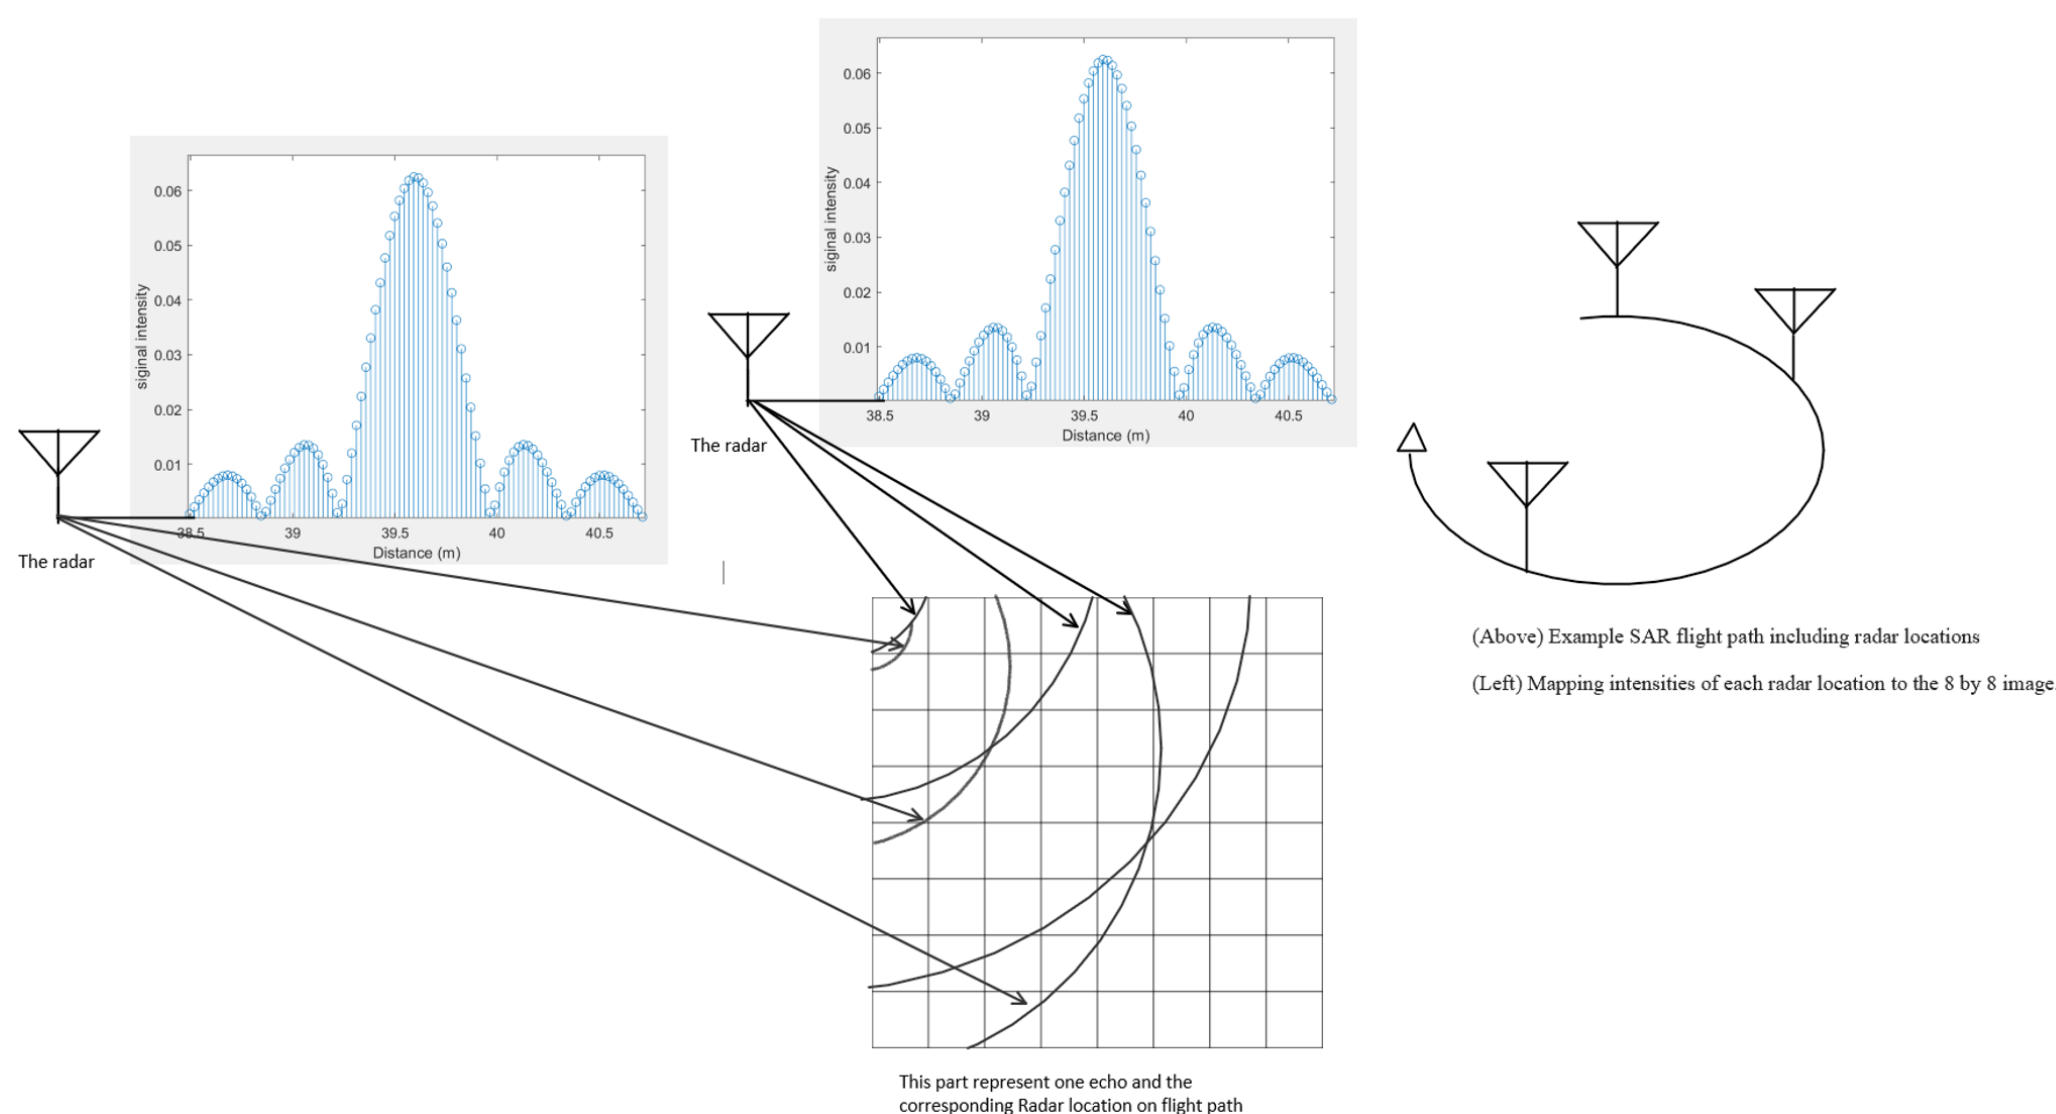 0.06
0.05
0.04
0.03
0.02
0.01
siginal intensity
38.5 39 39.5 40 40.5
Distance (m)
The radar
0.06
0.05
0.04
0.03
0.02
0.01
siginal intensity
38.5 39 39.5 40 40.5
Distance (m)
The radar
(Above) Example SAR flight path including radar locations
(Left) Mapping intensities of each radar location to the 8 by 8 image.
This part represent one echo and the
corresponding Radar location on flight path